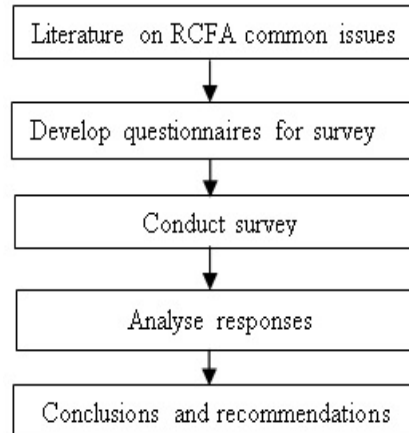 Literature on RCFA common issues
Develop questionnaires for survey
Conduct survey
Analyse responses
Conclusions and recommendations